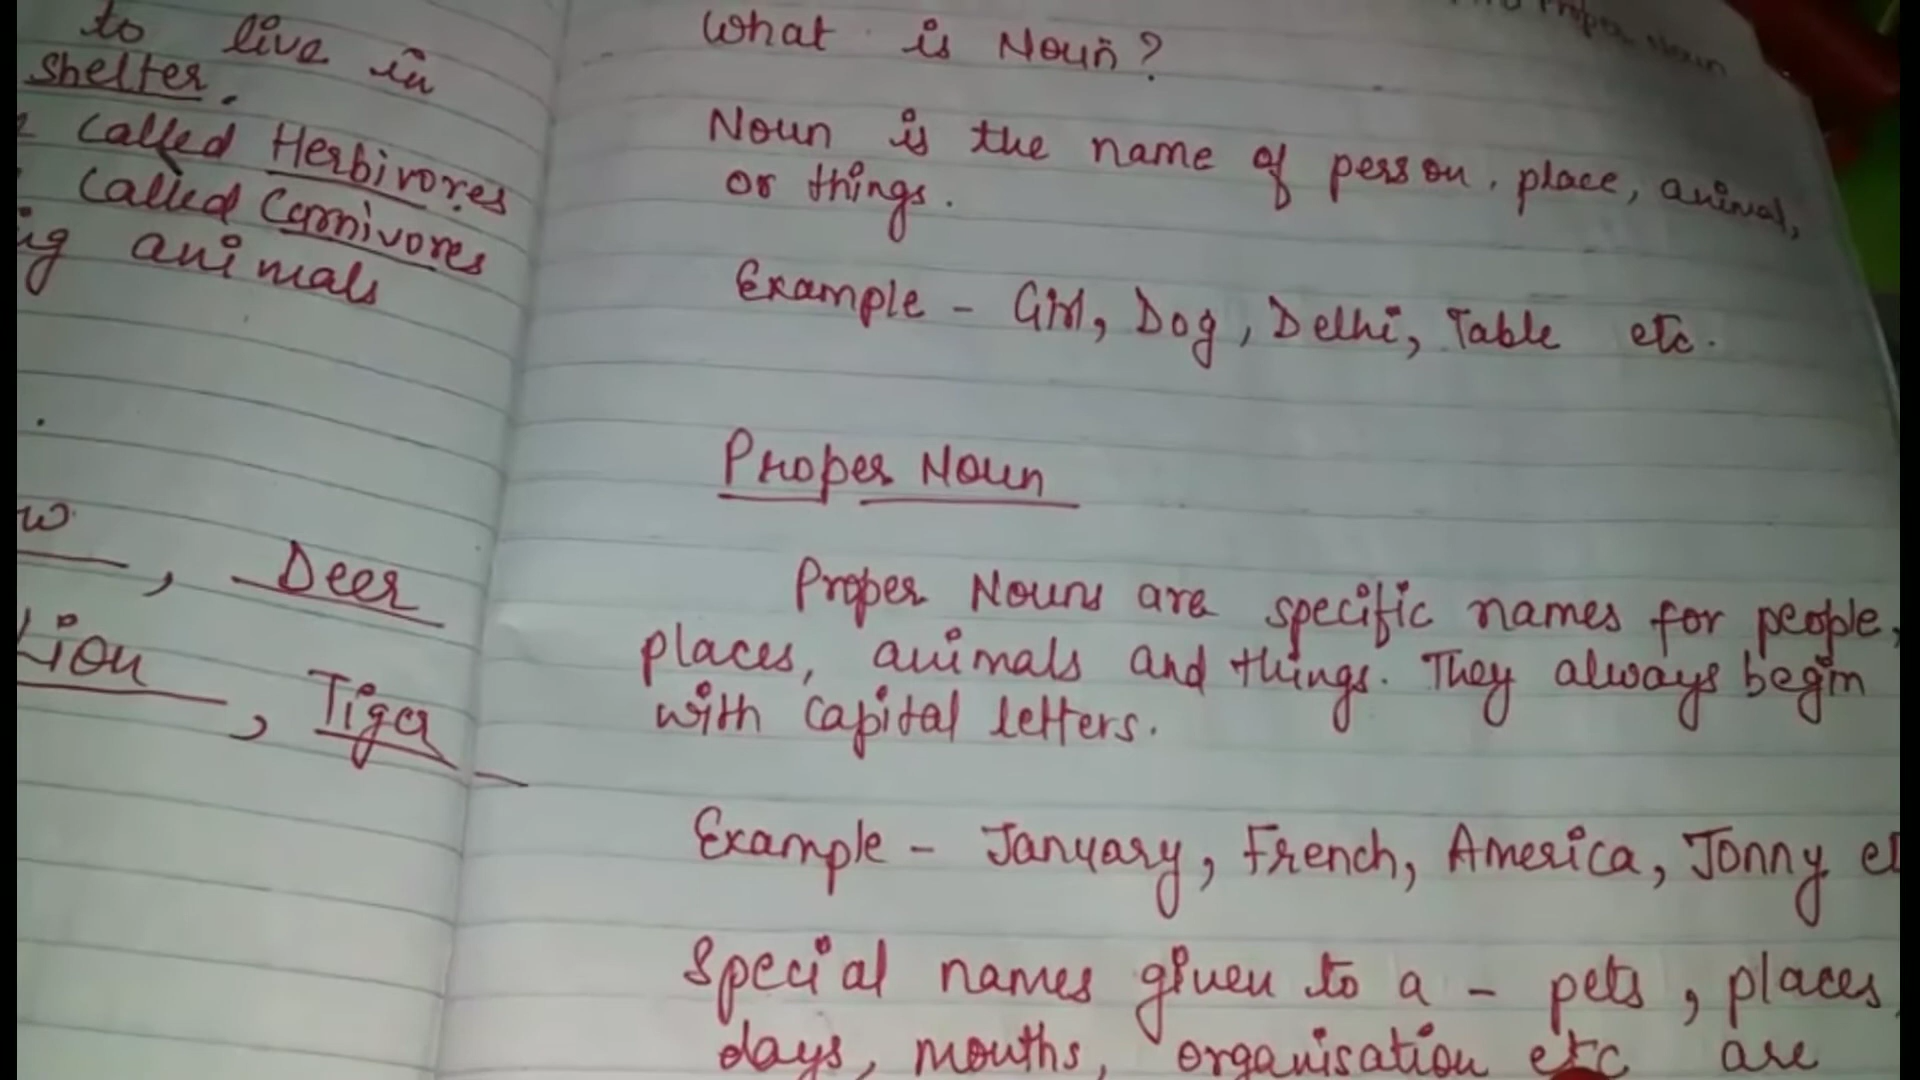 to live in
shelter.
called Herbivores
called Carnivores
animals
w, Deer
Lion, Tiger
Proper Noun
What is Noun?
Noun is the name of person, place, animal,
or things.
Example - Girl, Dog, Delhi, Table etc.
Proper Noun
Proper Nouns are specific names for people,
places, animals and things. They always begin
with capital letters.
Example - January, French, America, Jonny et
Special names given to a - pets, places,
days, months, organisation etc are